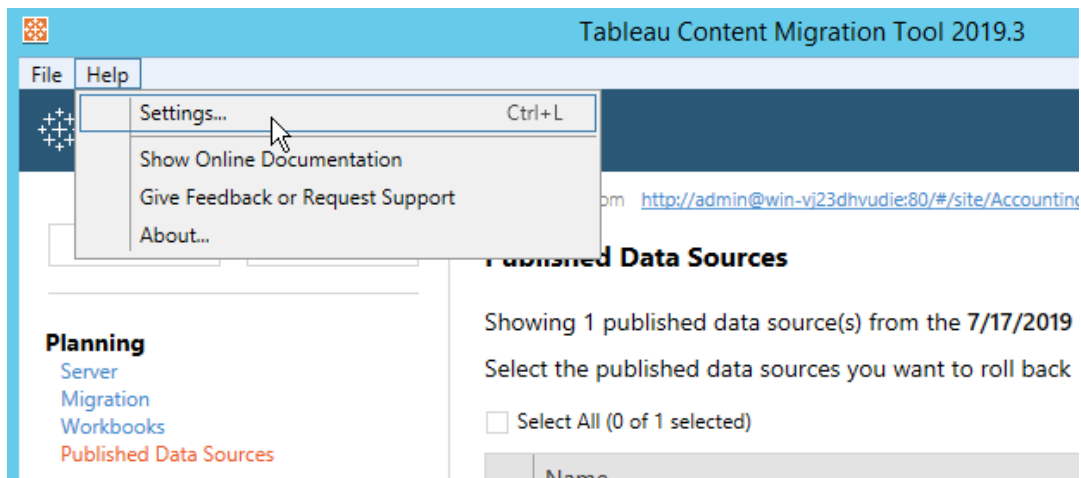 Tableau Content Migration Tool 2019.3
File Help
Settings... Ctrl+L
Show Online Documentation
Give Feedback or Request Support
About...
http://admin@win-vj23dhvudie:80/#/site/Accounting
Published Data Sources
Showing 1 published data source(s) from the 7/17/2019
Select the published data sources you want to roll back
Select All (0 of 1 selected)
Name
Planning
Server
Migration
Workbooks
Published Data Sources